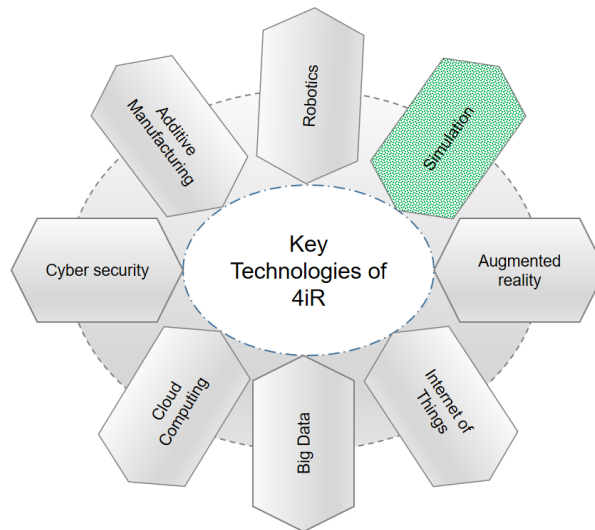 Robotics
Simulation
Additive
Manufacturing
Key
Technologies of
4iR
Cyber security
Augmented
reality
Cloud
Computing
Big Data
Internet of
Things